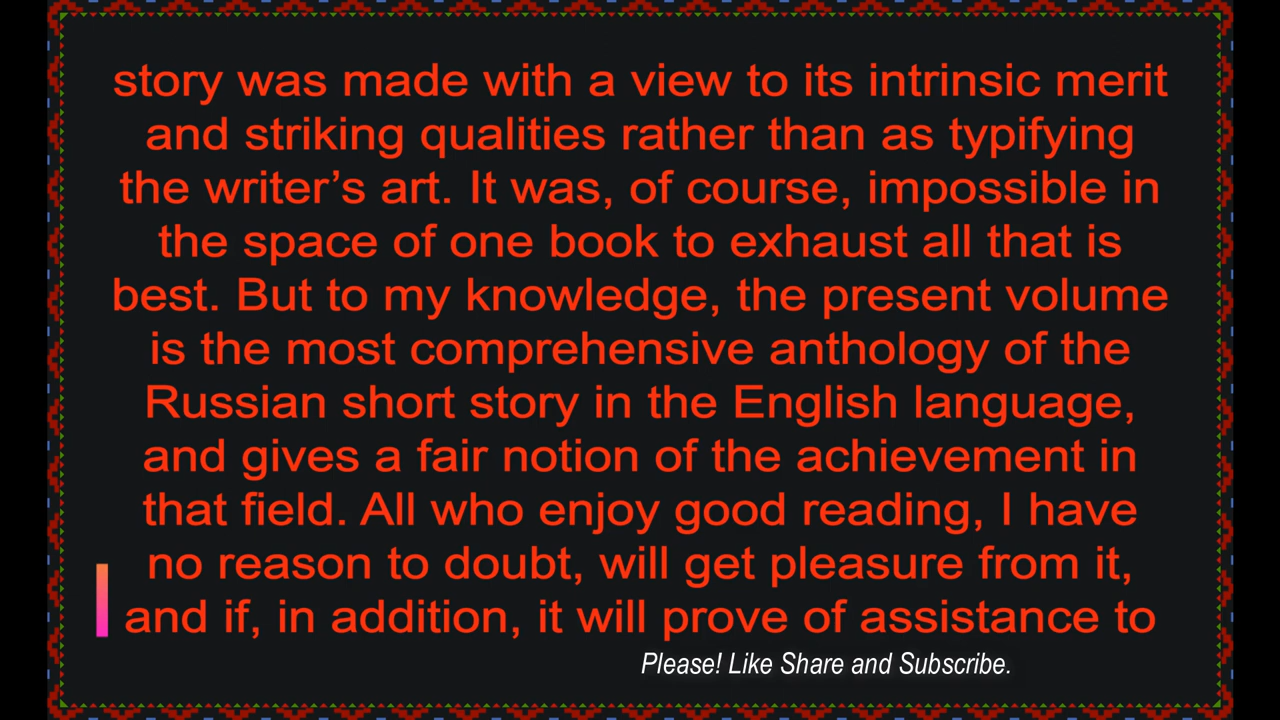 story was made with a view to its intrinsic merit
and striking qualities rather than as typifying
the writer’s art. It was, of course, impossible in
the space of one book to exhaust all that is
best. But to my knowledge, the present volume
is the most comprehensive anthology of the
Russian short story in the English language,
and gives a fair notion of the achievement in
that field. All who enjoy good reading, I have
no reason to doubt, will get pleasure from it,
and if, in addition, it will prove of assistance to
Please! Like Share and Subscribe.